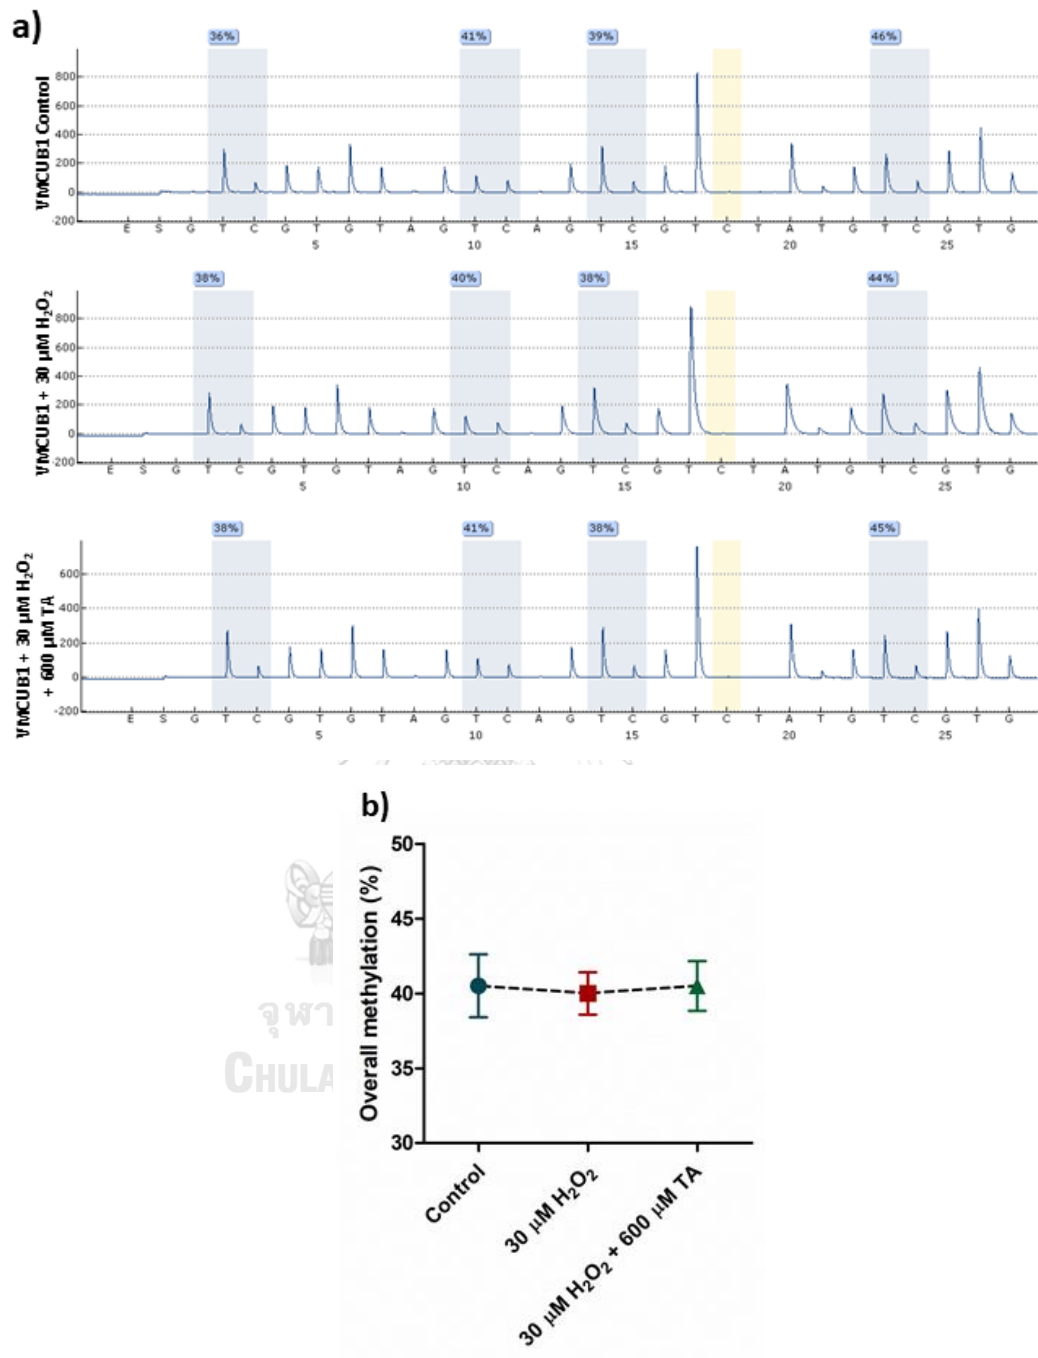 a)
36% 41% 39% 46%
VMCUB1 Control
800
600
400
200
0
-200
E S G T C G T G T A G T C A G T C G T C T A T G T C G T G
5 10 15 20 25
38% 40% 38% 44%
VMCUB1 + 30 µM H₂O₂
800
600
400
200
0
-200
E S G T C G T G T A G T C A G T C G T C T A T G T C G T G
5 10 15 20 25
38% 41% 38% 45%
VMCUB1 + 30 µM H₂O₂
+ 600 µM TA
600
400
200
0
-200
E S G T C G T G T A G T C A G T C G T C T A T G T C G T G
5 10 15 20 25
b)
Overall methylation (%)
50
45
40
35
30
Control
30 µM H₂O₂
30 µM H₂O₂ + 600 µM TA
จุฬา
CHULA